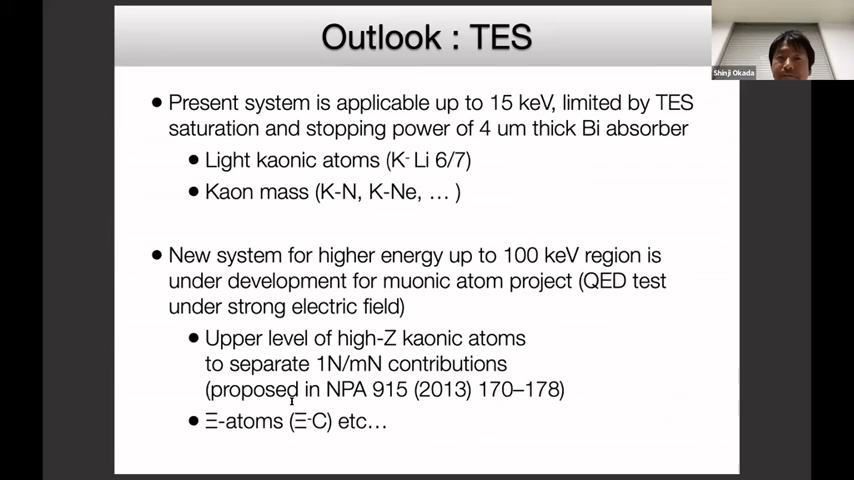 Outlook : TES
Shinji Okada
• Present system is applicable up to 15 keV, limited by TES
saturation and stopping power of 4 um thick Bi absorber
• Light kaonic atoms (K- Li 6/7)
• Kaon mass (K-N, K-Ne, … )
• New system for higher energy up to 100 keV region is
under development for muonic atom project (QED test
under strong electric field)
• Upper level of high-Z kaonic atoms
to separate 1N/mN contributions
(proposed in NPA 915 (2013) 170–178)
• Ξ-atoms (Ξ-C) etc…